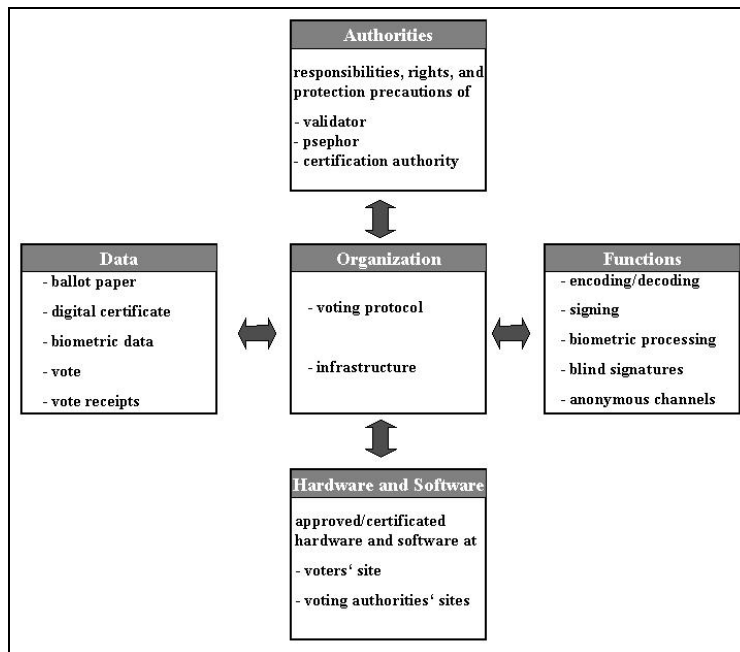 Authorities
responsibilities, rights, and
protection precautions of
- validator
- psephor
- certification authority
Data
- ballot paper
- digital certificate
- biometric data
- vote
- vote receipts
Organization
- voting protocol
- infrastructure
Functions
- encoding/decoding
- signing
- biometric processing
- blind signatures
- anonymous channels
Hardware and Software
approved/certificated
hardware and software at
- voters‘ site
- voting authorities‘ sites